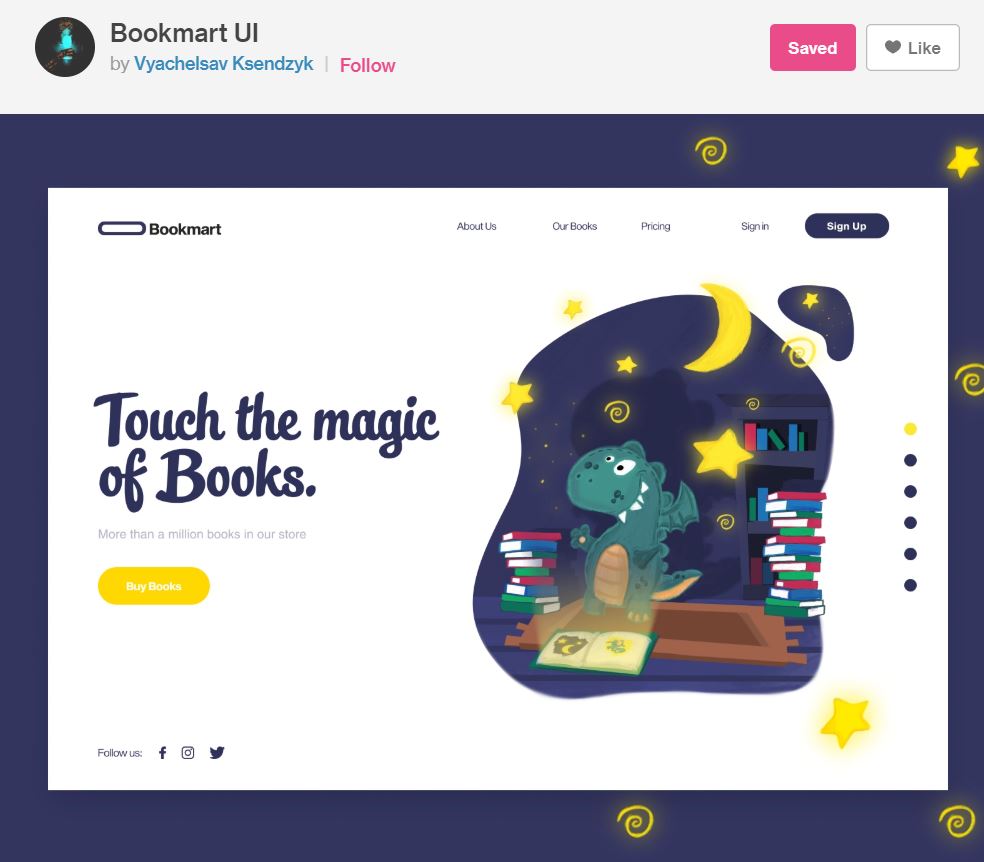 Bookmart UI
by Vyachelsav Ksendzyk | Follow
Saved
Like
Bookmart
About Us
Our Books
Pricing
Sign in
Sign Up
Touch the magic
of Books.
More than a million books in our store
Buy Books
Follow us: